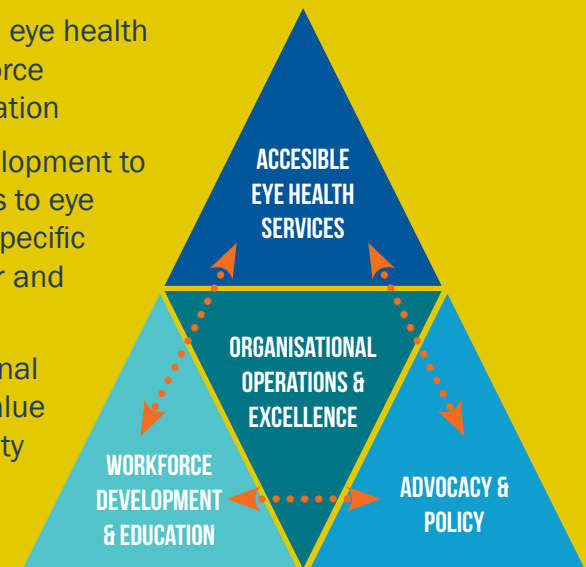 eye health
orce
ation
lopment to
s to eye
pecific
r and
nal
alue
ty
ACCESIBLE
EYE HEALTH
SERVICES
ORGANISATIONAL
OPERATIONS &
EXCELLENCE
WORKFORCE
DEVELOPMENT
& EDUCATION
ADVOCACY &
POLICY